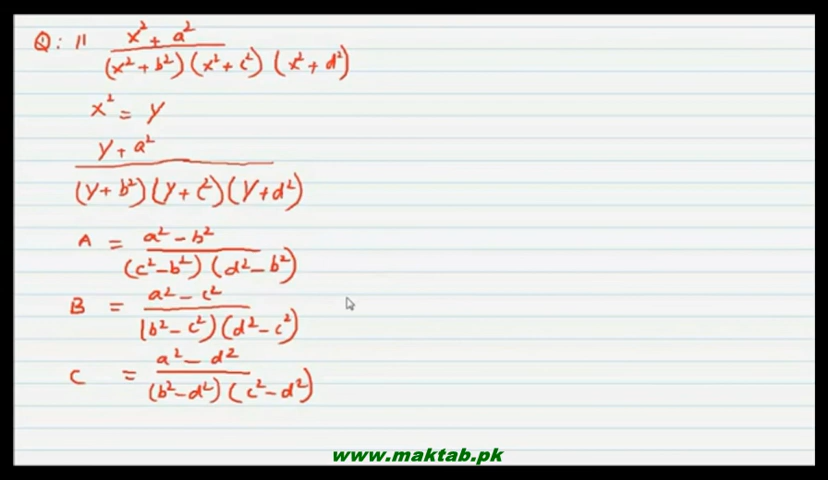 Q: 11 x² + a²
(x² + b²) (x² + c²) (x² + d²)
x² = y
y + a²
(y + b²) (y + c²) (y + d²)
A = a² - b²
(c² - b²) (d² - b²)
B = a² - c²
(b² - c²) (d² - c²)
C = a² - d²
(b² - d²) (c² - d²)
www.maktab.pk